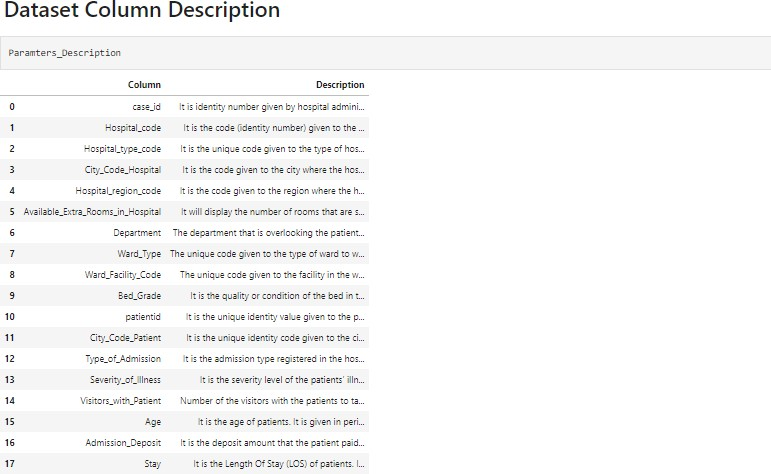 Dataset Column Description
Paramters_Description
Column Description
0 case_id It is identity number given by hospital admini...
1 Hospital_code It is the code (identity number) given to the ...
2 Hospital_type_code It is the unique code given to the type of hos...
3 City_Code_Hospital It is the code given to the city where the hos...
4 Hospital_region_code It is the code given to the region where the h...
5 Available_Extra_Rooms_in_Hospital It will display the number of rooms that are s...
6 Department The department that is overlooking the patient...
7 Ward_Type The unique code given to the type of ward to w...
8 Ward_Facility_Code The unique code given to the facility in the w...
9 Bed_Grade It is the quality or condition of the bed in t...
10 patientid It is the unique identity value given to the p...
11 City_Code_Patient It is the unique identity code given to the ci...
12 Type_of_Admission It is the admission type registered in the hos...
13 Severity_of_Illness It is the severity level of the patients' illn...
14 Visitors_with_Patient Number of the visitors with the patients to ta...
15 Age It is the age of patients. It is given in peri...
16 Admission_Deposit It is the deposit amount that the patient paid...
17 Stay It is the Length Of Stay (LOS) of patients. I...